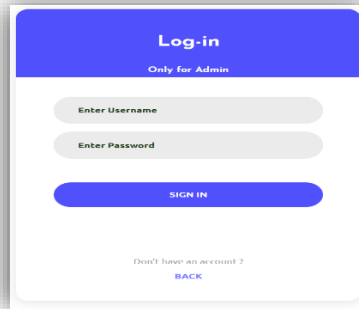 Log-in
Only for Admin
Enter Username
Enter Password
SIGN IN
Don't have an account ?
BACK